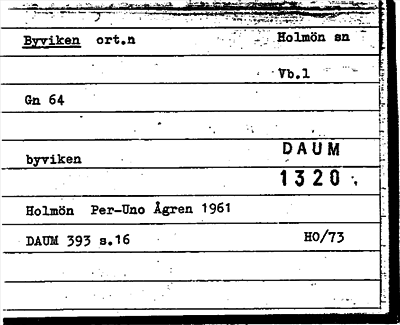 Byviken ort.n Holmön sn
Vb.l
Gn 64
DAUM
byviken
1320
Holmön Per-Uno Ågren 1961
DAUM 393 s.16 HO/73